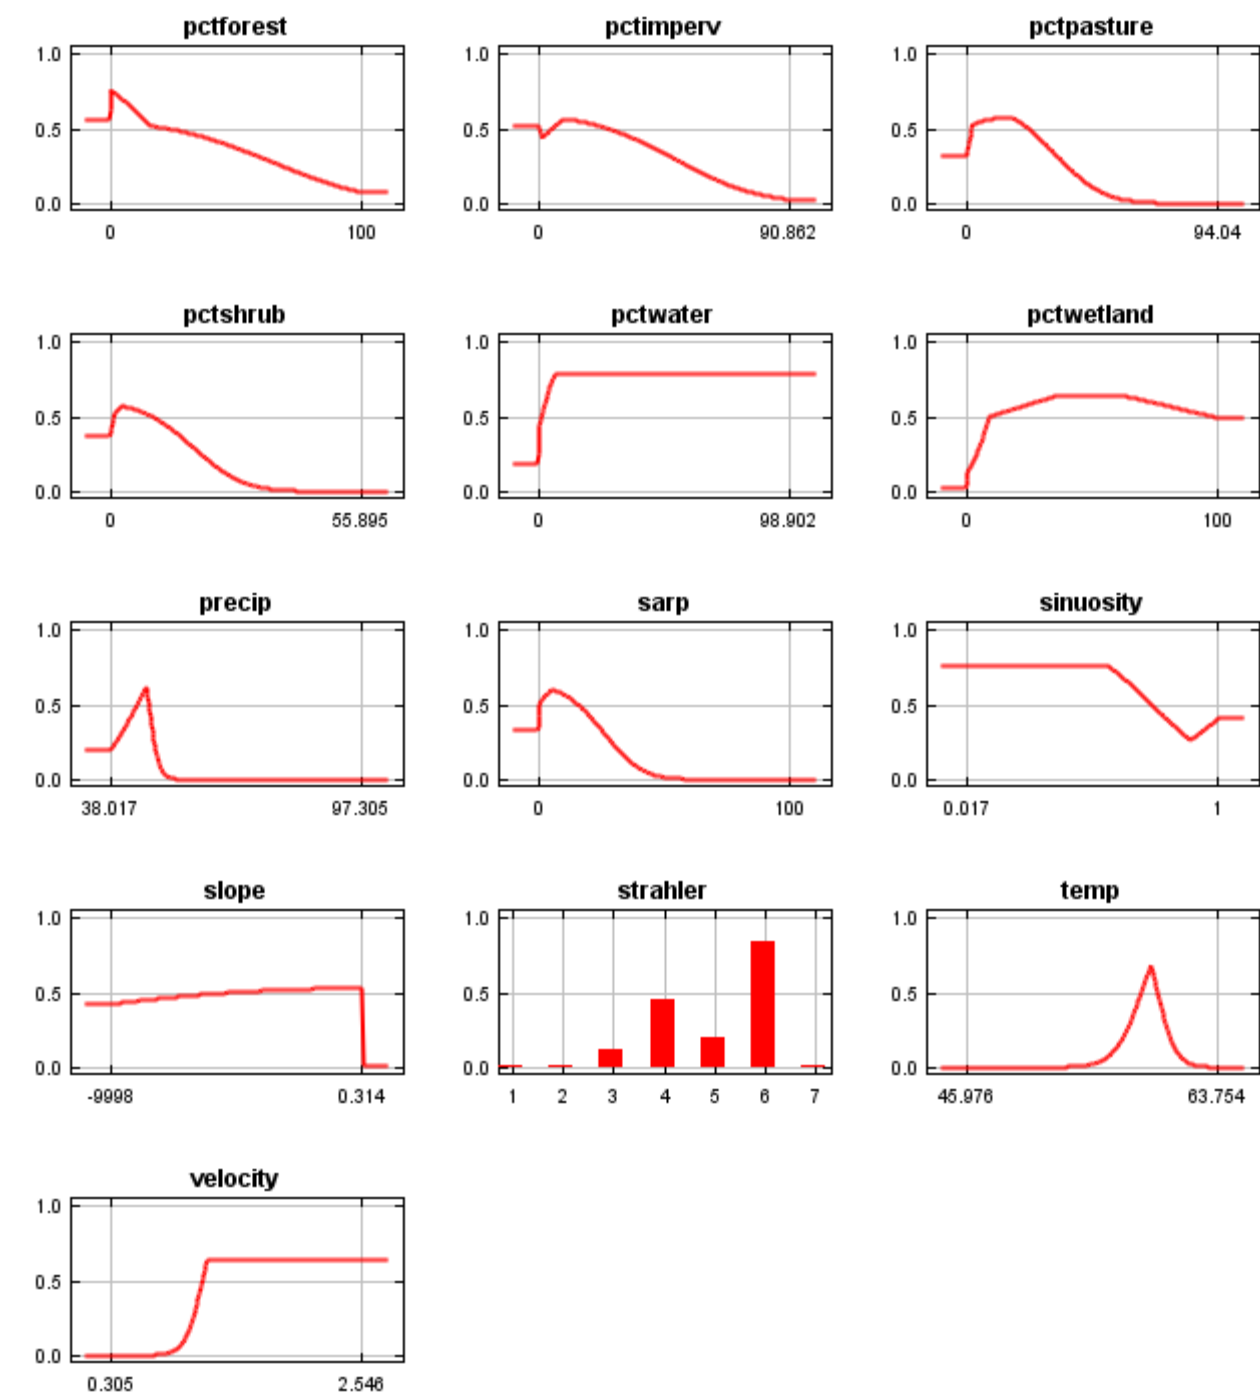 pctforest pctimperv pctpasture
1.0 1.0 1.0
0.5 0.5 0.5
0.0 0.0 0.0
0 100 0 90.862 0 94.04
pctshrub pctwater pctwetland
1.0 1.0 1.0
0.5 0.5 0.5
0.0 0.0 0.0
0 55.895 0 98.902 0 100
precip sarp sinuosity
1.0 1.0 1.0
0.5 0.5 0.5
0.0 0.0 0.0
38.017 97.305 0 100 0.017 1
slope strahler temp
1.0 1.0 1.0
0.5 0.5 0.5
0.0 0.0 0.0
-9998 0.314 1 2 3 4 5 6 7 45.976 63.754
velocity
1.0
0.5
0.0
0.305 2.546